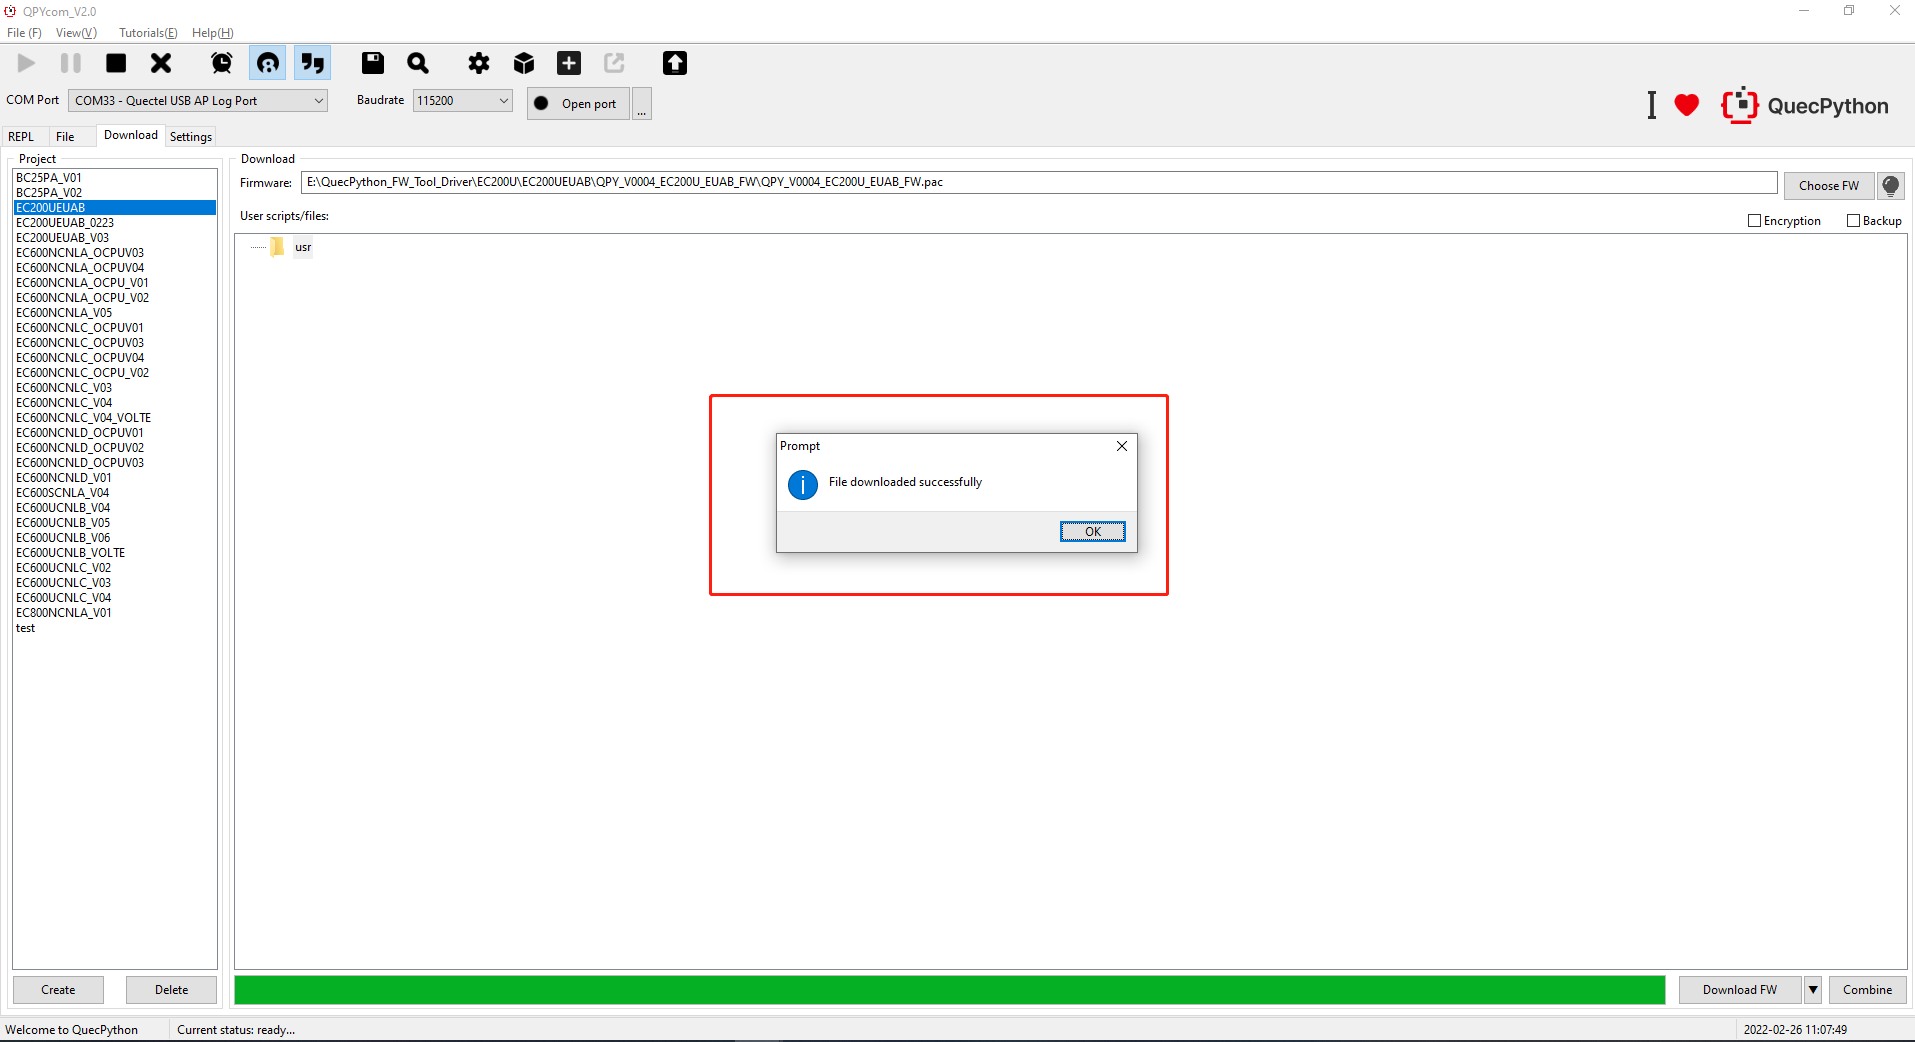 QPYcom_V2.0
File (F) View(V) Tutorials(E) Help(H)
COM Port COM33 - Quectel USB AP Log Port Baudrate 115200 Open port ...
QuecPython
REPL File Download Settings
Project
BC25PA_V01
BC25PA_V02
EC200UEUAB
EC200UEUAB_0223
EC200UEUAB_V03
EC600NCNLA_OCPUV03
EC600NCNLA_OCPUV04
EC600NCNLA_OCPU_V01
EC600NCNLA_OCPU_V02
EC600NCNLA_V05
EC600NCNLC_OCPUV01
EC600NCNLC_OCPUV03
EC600NCNLC_OCPUV04
EC600NCNLC_OCPU_V02
EC600NCNLC_V03
EC600NCNLC_V04
EC600NCNLC_V04_VOLTE
EC600NCNLD_OCPUV01
EC600NCNLD_OCPUV02
EC600NCNLD_OCPUV03
EC600NCNLD_V01
EC600SCNLA_V04
EC600UCNLB_V04
EC600UCNLB_V05
EC600UCNLB_V06
EC600UCNLB_VOLTE
EC600UCNLC_V02
EC600UCNLC_V03
EC600UCNLC_V04
EC800NCNLA_V01
test
Create Delete
Download
Firmware: E:\QuecPython_FW_Tool_Driver\EC200U\EC200UEUAB\QPY_V0004_EC200U_EUAB_FW\QPY_V0004_EC200U_EUAB_FW.pac Choose FW
User scripts/files: Encryption Backup
usr
Prompt
File downloaded successfully
OK
Download FW Combine
Welcome to QuecPython Current status: ready... 2022-02-26 11:07:49